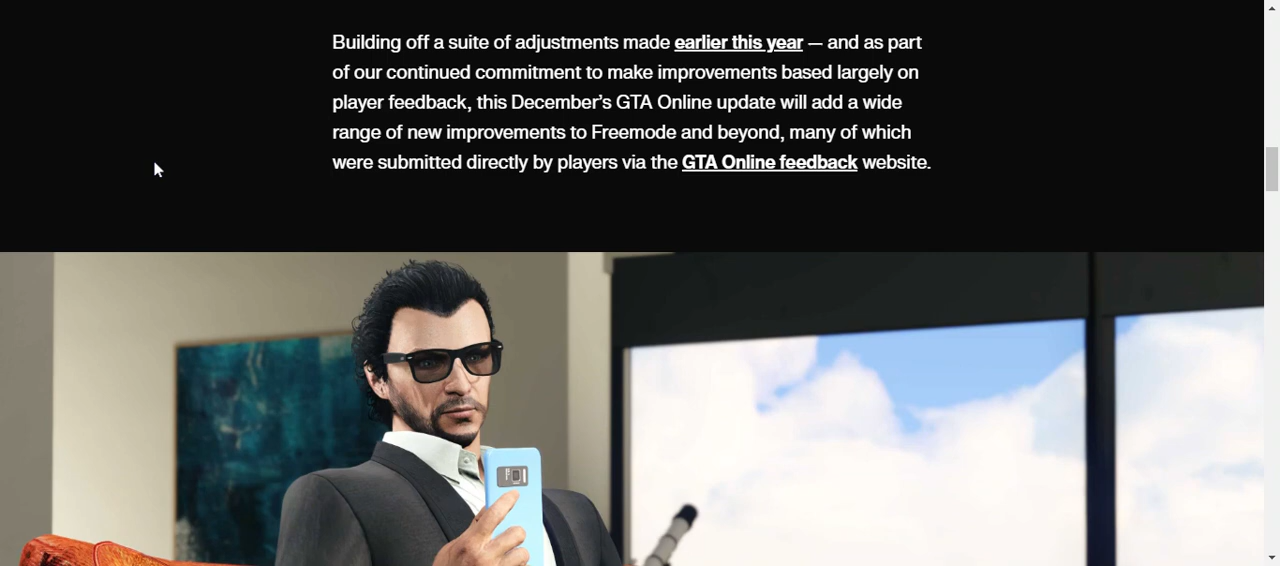 Building off a suite of adjustments made earlier this year — and as part
of our continued commitment to make improvements based largely on
player feedback, this December’s GTA Online update will add a wide
range of new improvements to Freemode and beyond, many of which
were submitted directly by players via the GTA Online feedback website.